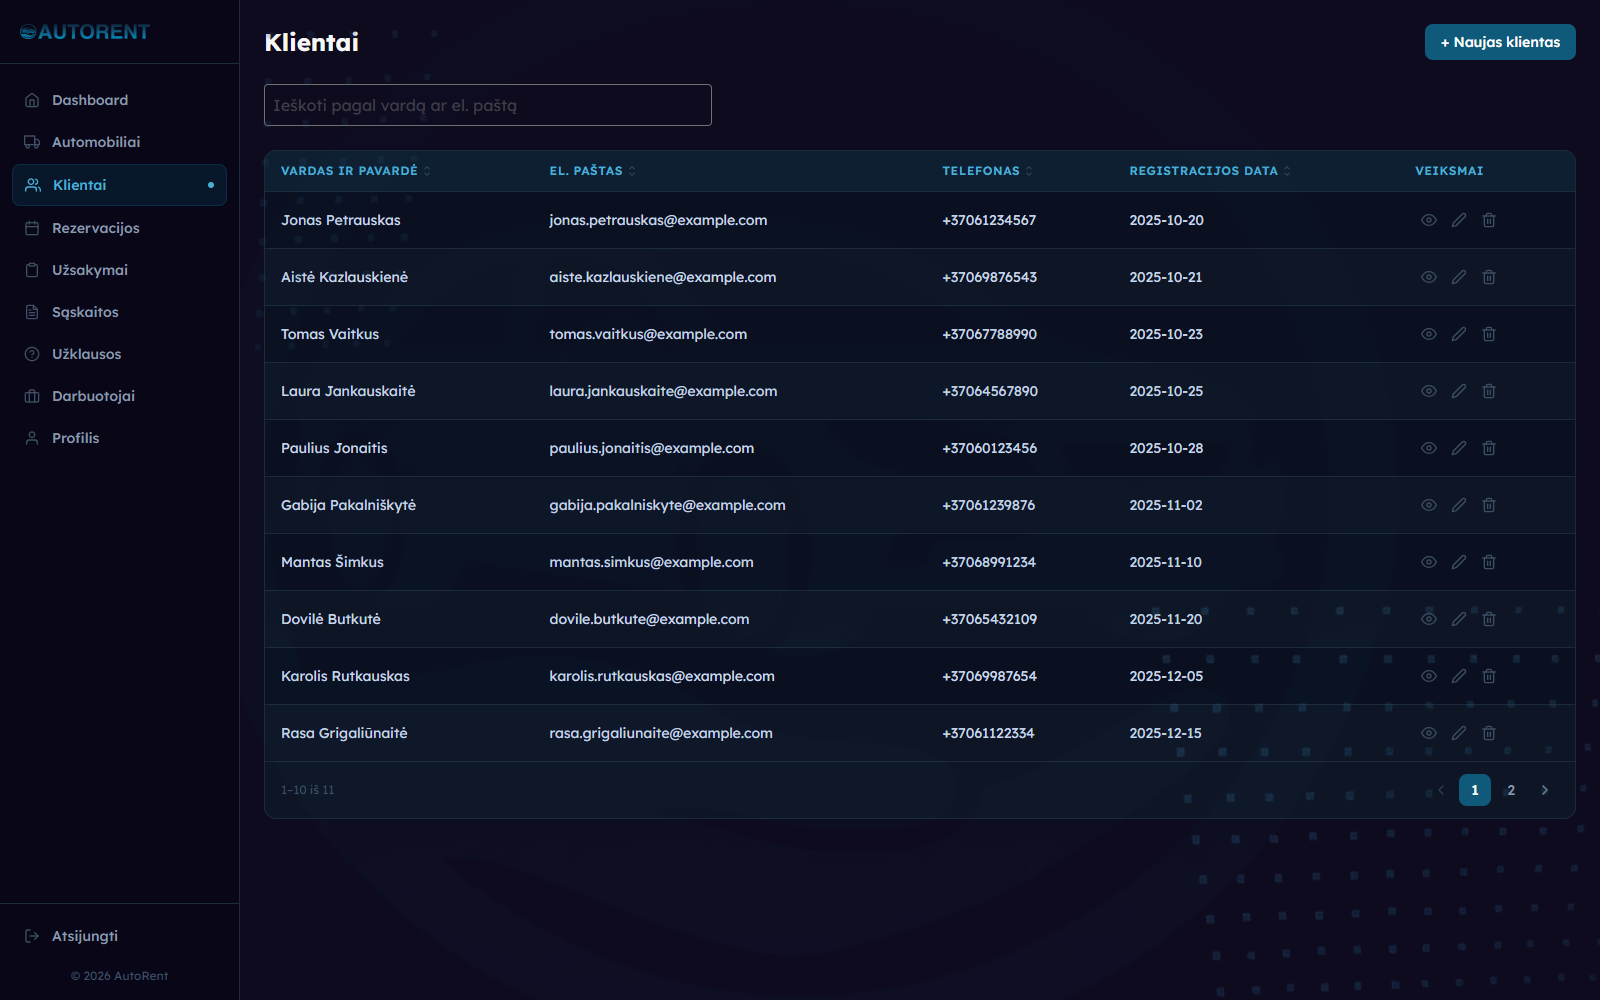 AUTORENT
Dashboard
Automobiliai
Klientai
Rezervacijos
Užsakymai
Sąskaitos
Užklausos
Darbuotojai
Profilis
Atsijungti
© 2026 AutoRent
Klientai
+ Naujas klientas
Ieškoti pagal vardą ar el. paštą
VARDAS IR PAVARDĖ EL. PAŠTAS TELEFONAS REGISTRACIJOS DATA VEIKSMAI
Jonas Petrauskas jonas.petrauskas@example.com +37061234567 2025-10-20
Aistė Kazlauskienė aiste.kazlauskiene@example.com +37069876543 2025-10-21
Tomas Vaitkus tomas.vaitkus@example.com +37067788990 2025-10-23
Laura Jankauskaitė laura.jankauskaite@example.com +37064567890 2025-10-25
Paulius Jonaitis paulius.jonaitis@example.com +37060123456 2025-10-28
Gabija Pakalniškytė gabija.pakalniskyte@example.com +37061239876 2025-11-02
Mantas Šimkus mantas.simkus@example.com +37068991234 2025-11-10
Dovilė Butkutė dovile.butkute@example.com +37065432109 2025-11-20
Karolis Rutkauskas karolis.rutkauskas@example.com +37069987654 2025-12-05
Rasa Grigaliūnaitė rasa.grigaliunaite@example.com +37061122334 2025-12-15
1–10 iš 11 1 2